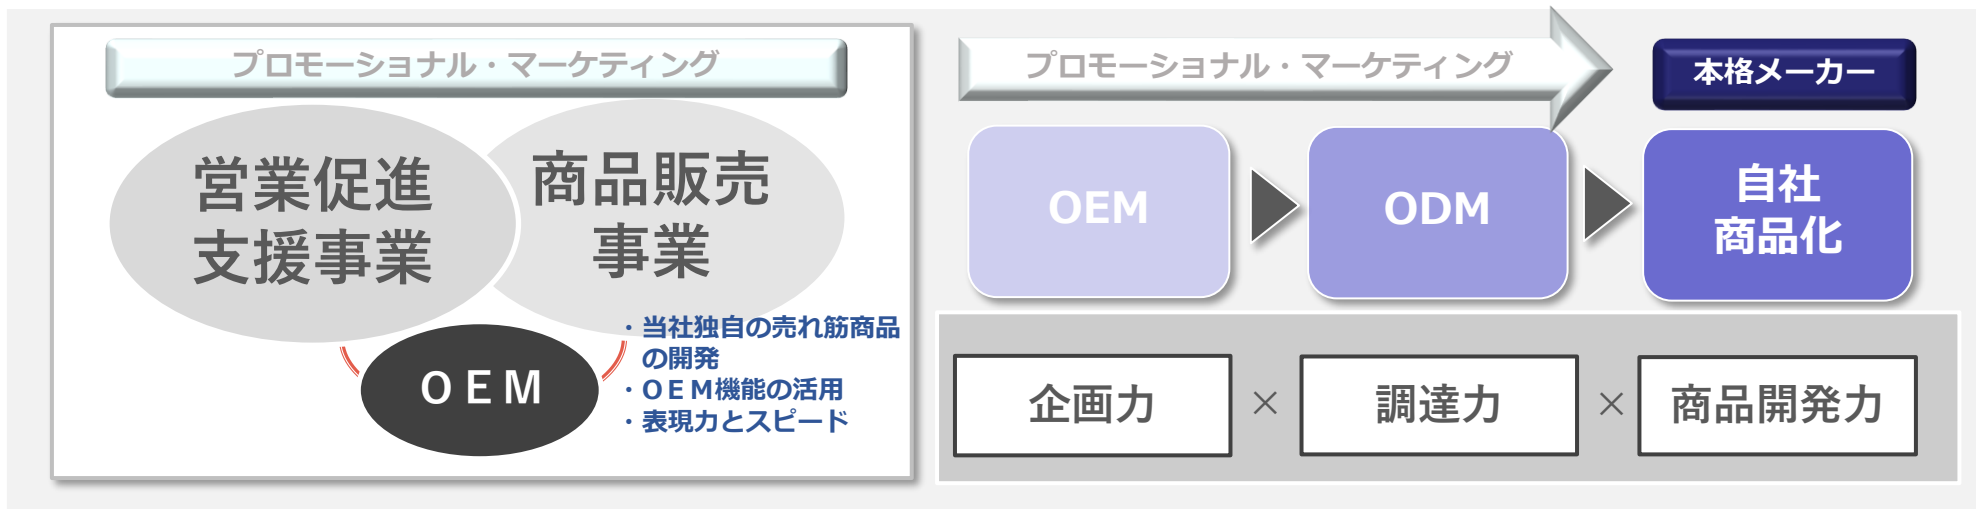 プロモーショナル・マーケティング
営業促進
支援事業
商品販売
事業
ＯＥＭ
・当社独自の売れ筋商品
の開発
・ＯＥＭ機能の活用
・表現力とスピード
プロモーショナル・マーケティング
本格メーカー
OEM
ODM
自社
商品化
企画力
×
調達力
×
商品開発力